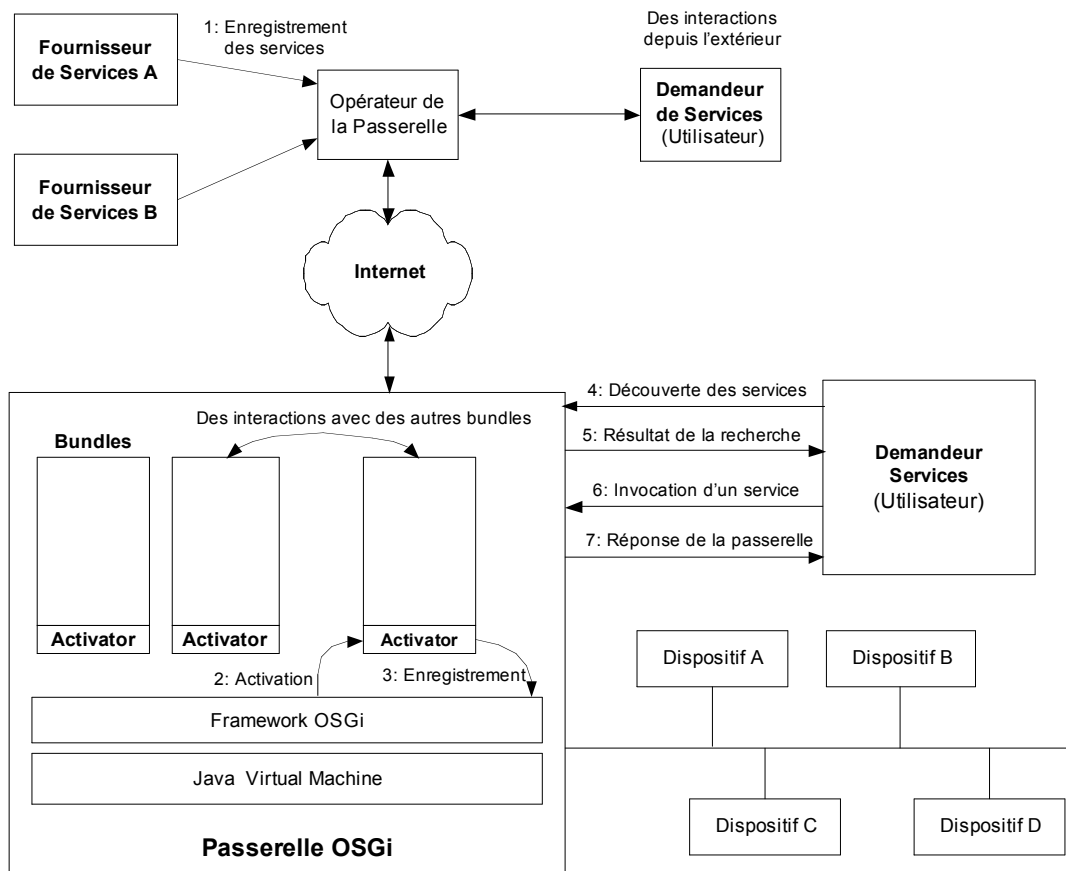 Fournisseur
de Services A
1: Enregistrement
des services
Des interactions
depuis l'extérieur
Opérateur de
la Passerelle
Demandeur
de Services
(Utilisateur)
Fournisseur
de Services B
Internet
4: Découverte des services
Des interactions avec des autres bundles
Bundles
5: Résultat de la recherche
Demandeur
Services
(Utilisateur)
6: Invocation d'un service
7: Réponse de la passerelle
Activator
Activator
Activator
2: Activation
3: Enregistrement
Dispositif A
Dispositif B
Framework OSGi
Java Virtual Machine
Dispositif C
Dispositif D
Passerelle OSGi